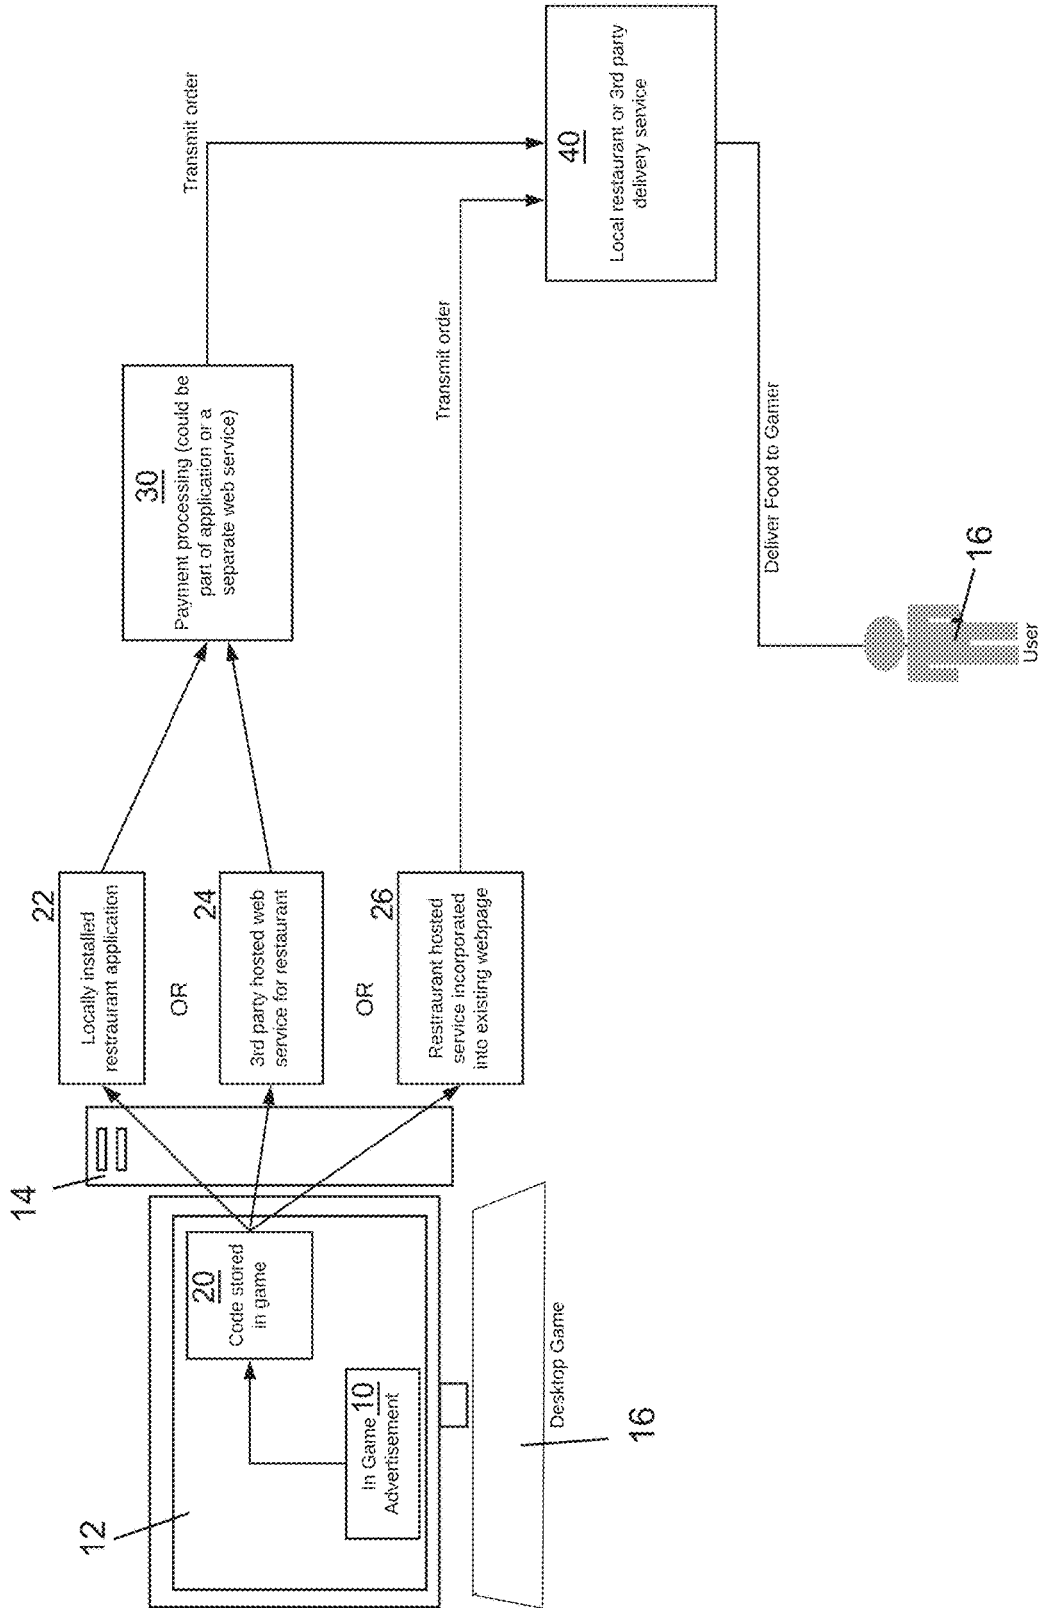 12
14
In Game 10
Advertisement
20
Code stored
in game
Desktop Game
16
22
Locally installed
restraurant application
OR
24
3rd party hosted web
service for restaurant
OR
26
Restraurant hosted
service incorporated
into existing webpage
30
Payment processing (could be
part of application or a
separate web service)
Transmit order
Transmit order
40
Local restaurant or 3rd party
delivery service
Deliver Food to Gamer
16
User